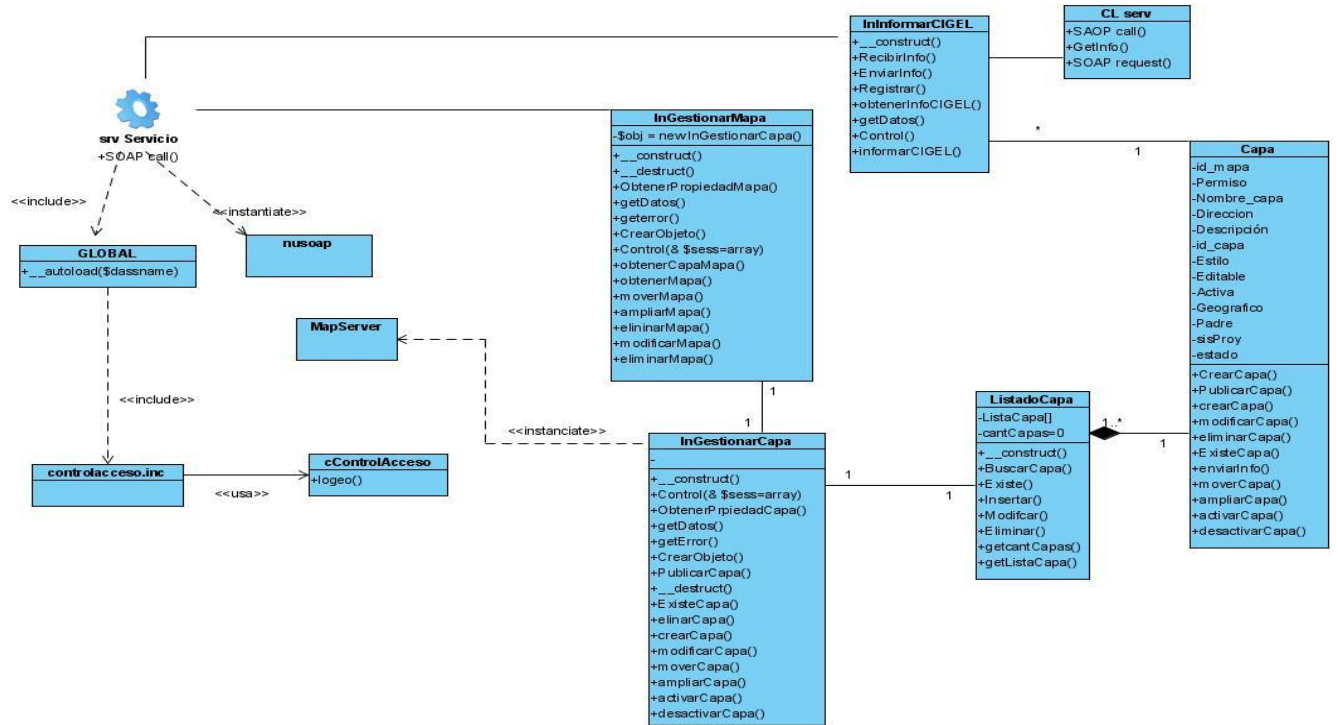 InInformarCIGEL
+__construct()
+RecibirInfo()
+EnviarInfo()
+Registrar()
+obtenerInfoCIGEL()
+getDatos()
+Control()
+informarCIGEL()
CL serv
+SAOP call()
+GetInfo()
+SOAP request()
srv Servicio
+SOAP call()
<<include>>
<<instantiate>>
GLOBAL
+__autoload($dassname)
nusoap
MapServer
<<include>>
<<instanciate>>
controlacceso.inc
<<usa>>
cControlAcceso
+logeo()
InGestionarMapa
-$obj = newInGestionarCapa()
+__construct()
+__destruct()
+ObtenerPropiedadMapa()
+getDatos()
+geterror()
+CrearObjeto()
+Control(& $sess=array)
+obtenerCapaMapa()
+obtenerMapa()
+moverMapa()
+ampliarMapa()
+elininarMapa()
+modificarMapa()
+eliminarMapa()
1
1
InGestionarCapa
-
+__construct()
+Control(& $sess=array)
+ObtenerPrpiedadCapa()
+getDatos()
+getError()
+CrearObjeto()
+PublicarCapa()
+__destruct()
+ExisteCapa()
+elinarCapa()
+crearCapa()
+modificarCapa()
+moverCapa()
+ampliarCapa()
+activarCapa()
+desactivarCapa()
1
1
ListadoCapa
-ListaCapa[]
-cantCapas=0
+__construct()
+BuscarCapa()
+Existe()
+Insertar()
+Modifcar()
+Eliminar()
+getcantCapas()
+getListaCapa()
1..*
1
*
1
Capa
-id_mapa
-Permiso
-Nombre_capa
-Direccion
-Descripción
-id_capa
-Estilo
-Editable
-Activa
-Geografico
-Padre
-sisProy
-estado
+CrearCapa()
+PublicarCapa()
+crearCapa()
+modificarCapa()
+eliminarCapa()
+ExisteCapa()
+enviarInfo()
+moverCapa()
+ampliarCapa()
+activarCapa()
+desactivarCapa()